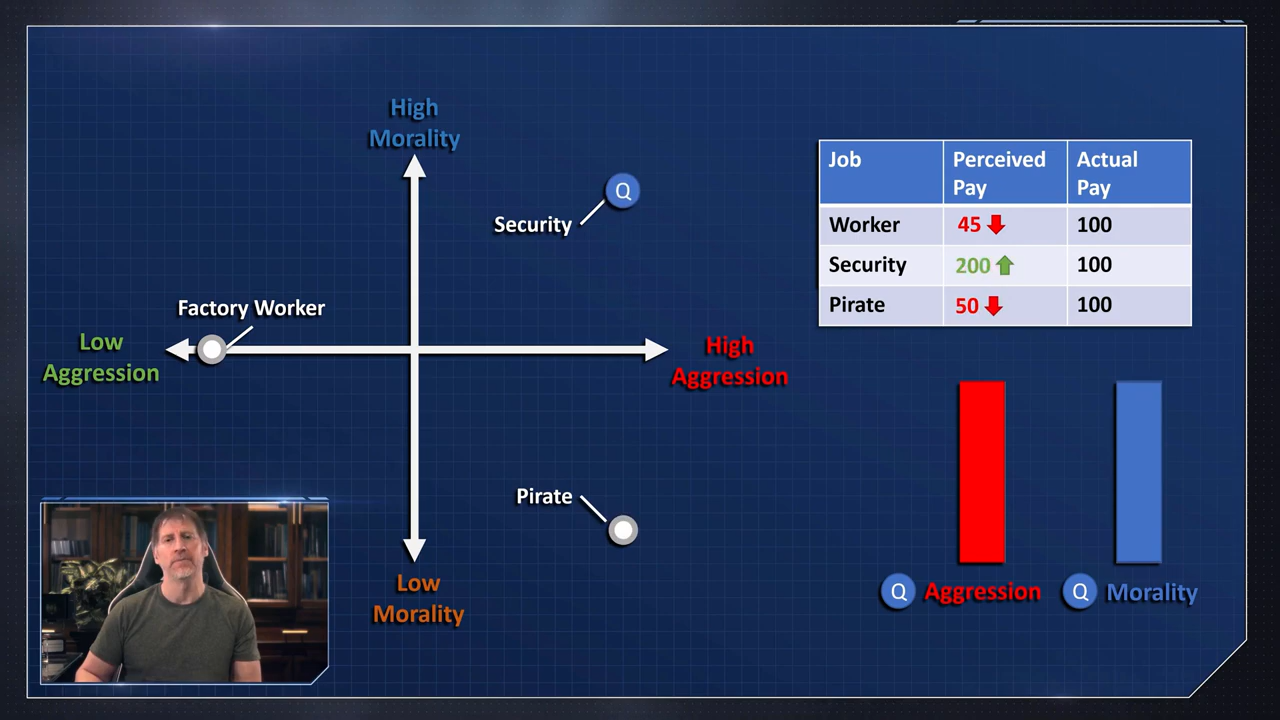 High
Morality
Q
Security
Factory Worker
Low
Aggression
High
Aggression
Pirate
Low
Morality
Job Perceived Pay Actual Pay
Worker 45 100
Security 200 100
Pirate 50 100
Q Aggression Q Morality